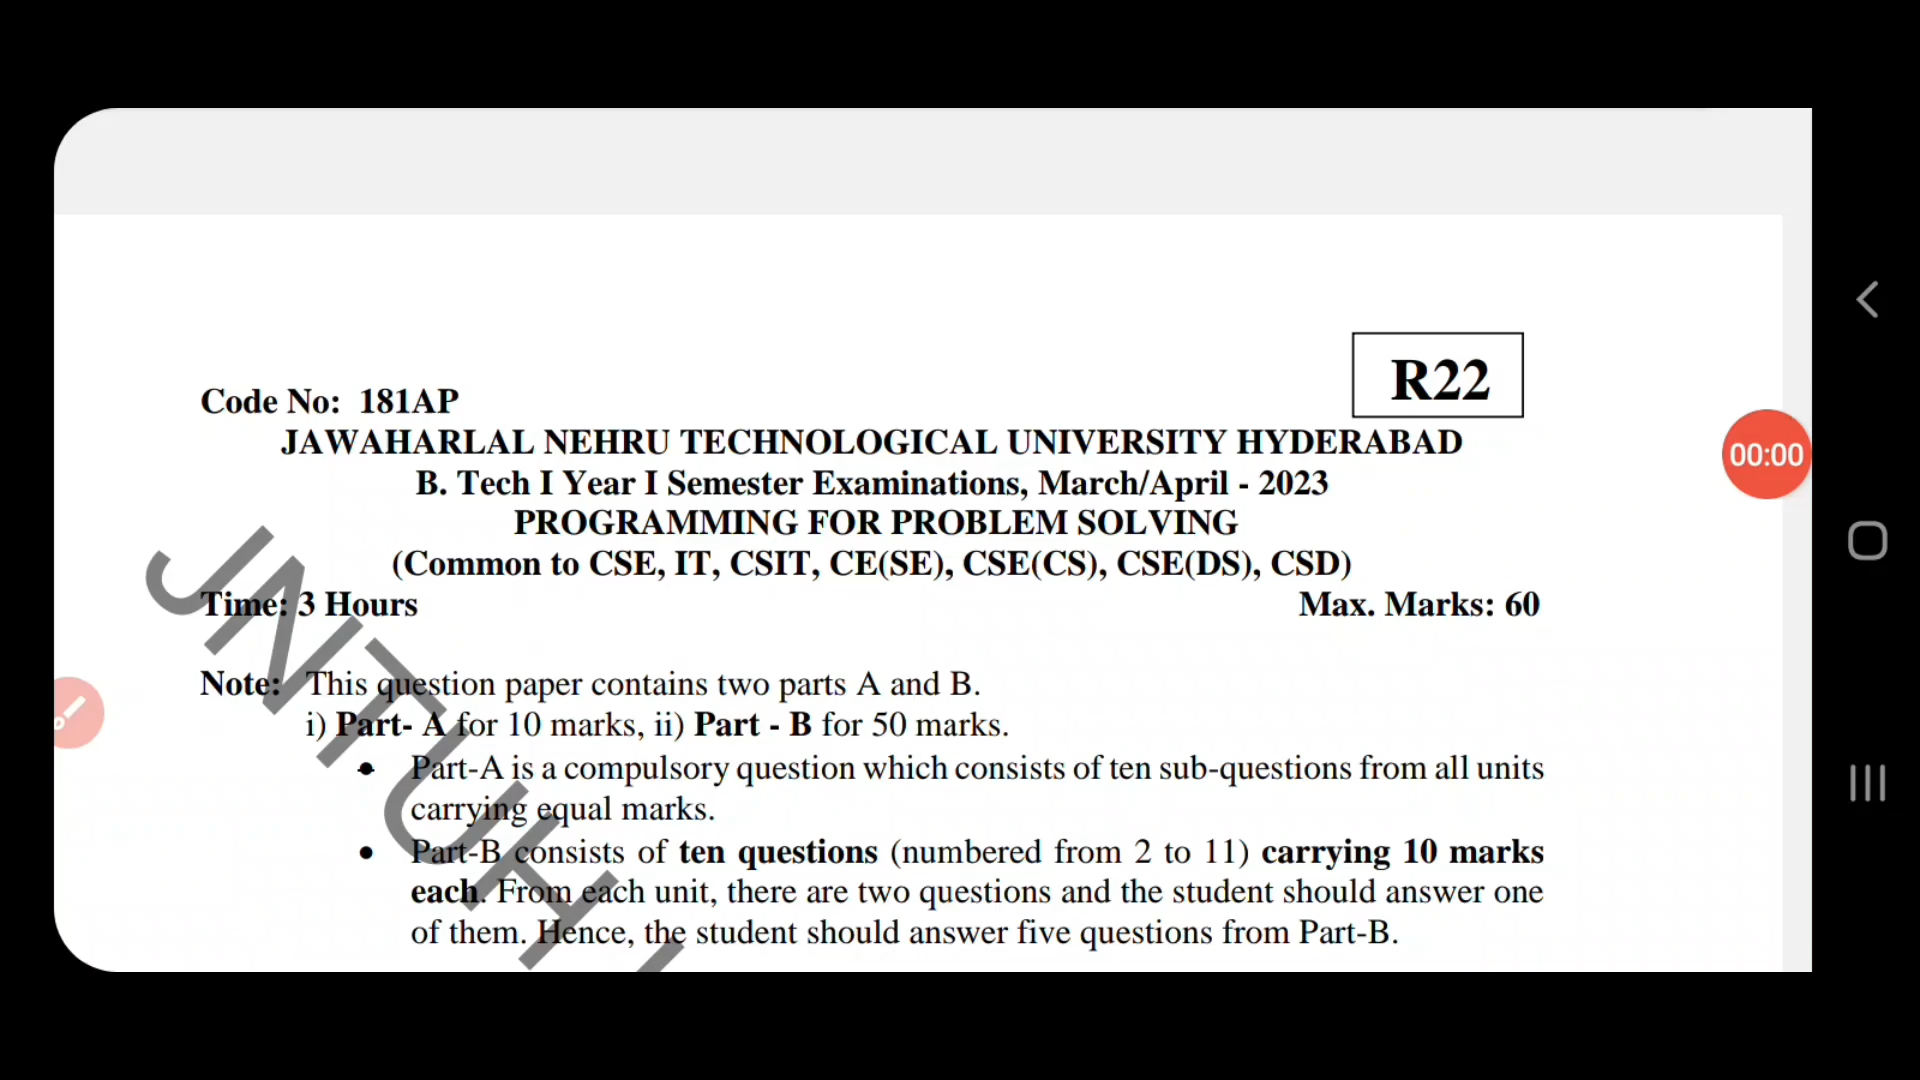 R22
Code No: 181AP
JAWAHARLAL NEHRU TECHNOLOGICAL UNIVERSITY HYDERABAD
B. Tech I Year I Semester Examinations, March/April - 2023
PROGRAMMING FOR PROBLEM SOLVING
(Common to CSE, IT, CSIT, CE(SE), CSE(CS), CSE(DS), CSD)
Time: 3 Hours Max. Marks: 60
Note: This question paper contains two parts A and B.
i) Part- A for 10 marks, ii) Part - B for 50 marks.
• Part-A is a compulsory question which consists of ten sub-questions from all units
carrying equal marks.
• Part-B consists of ten questions (numbered from 2 to 11) carrying 10 marks
each. From each unit, there are two questions and the student should answer one
of them. Hence, the student should answer five questions from Part-B.
JNTUH
00:00